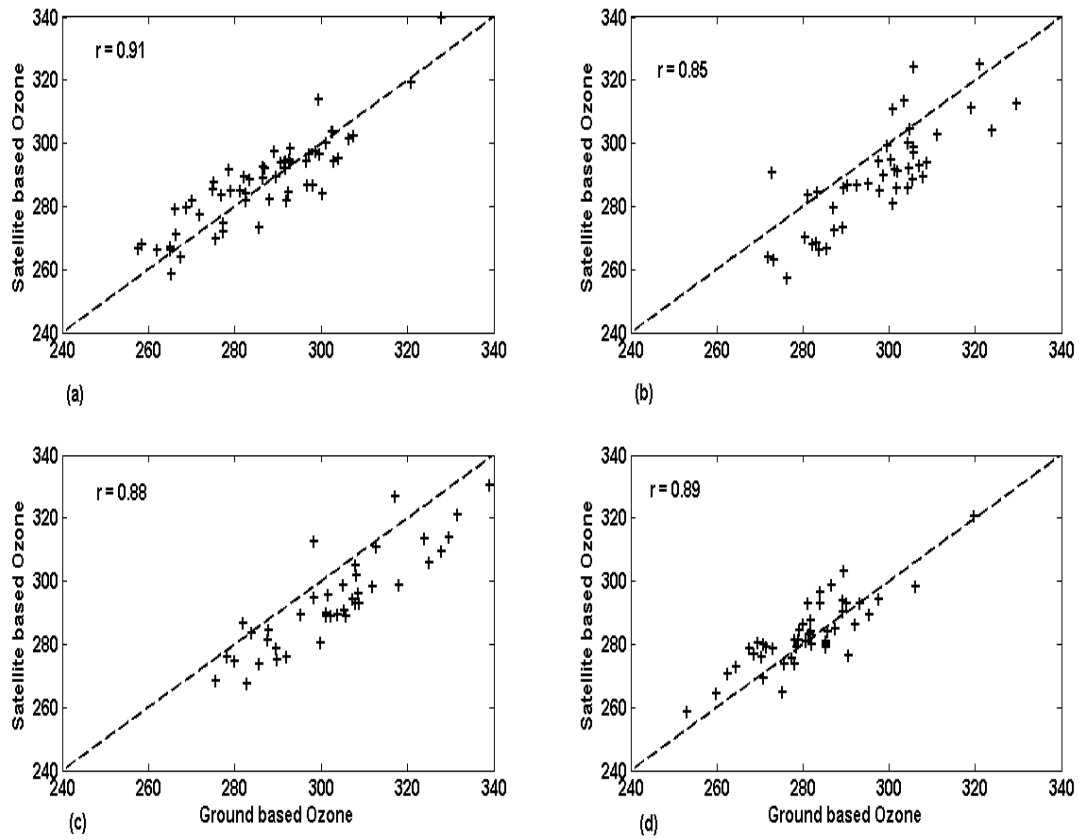 340
320
300
280
260
240
Satellite based Ozone
r = 0.91
240 260 280 300 320 340
(a)
340
320
300
280
260
240
Satellite based Ozone
r = 0.85
240 260 280 300 320 340
(b)
340
320
300
280
260
240
Satellite based Ozone
r = 0.88
240 260 280 300 320 340
Ground based Ozone
(c)
340
320
300
280
260
240
Satellite based Ozone
r = 0.89
240 260 280 300 320 340
Ground based Ozone
(d)